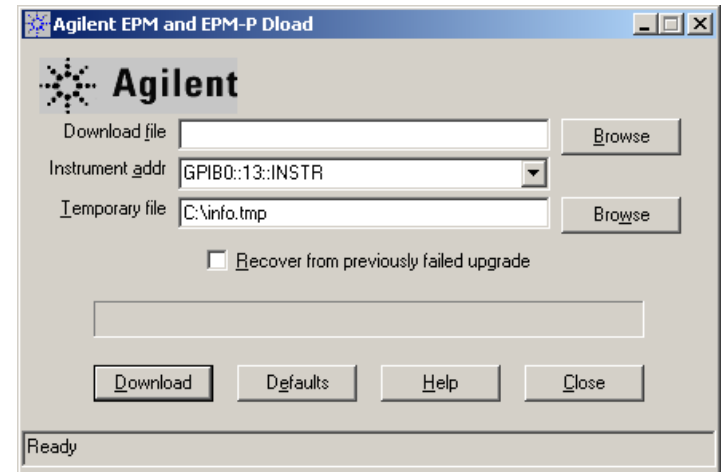 Agilent EPM and EPM-P Dload
Agilent
Download file
Browse
Instrument addr GPIB0::13::INSTR
Temporary file C:\info.tmp
Browse
Recover from previously failed upgrade
Download Defaults Help Close
Ready